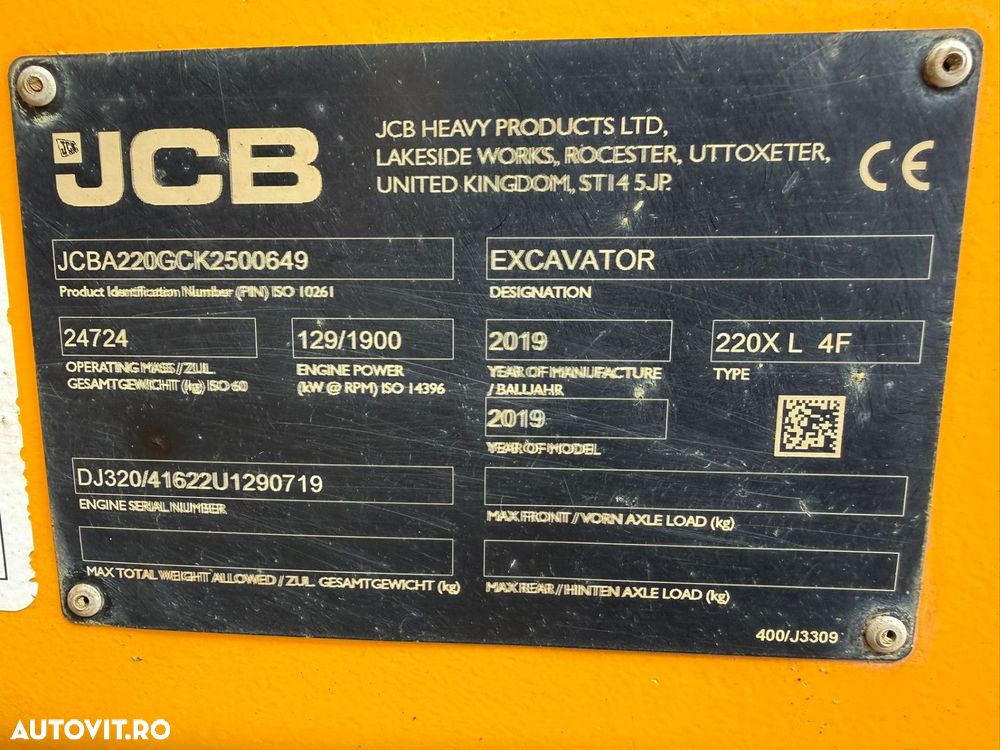 JCB
JCB HEAVY PRODUCTS LTD,
LAKESIDE WORKS, ROCESTER, UTTOXETER,
UNITED KINGDOM, ST14 5JP.
CE
JCBA220GCK2500649
Product Identification Number (PIN) ISO 10261
EXCAVATOR
DESIGNATION
24724
OPERATING MASS / ZUL.
GESAMTGEWICHT (kg) ISO 60
129/1900
ENGINE POWER
(kW @ RPM) ISO 14396
2019
YEAR OF MANUFACTURE
/ BAUJAHR
220X L 4F
TYPE
2019
YEAR OF MODEL
DJ320/41622U1290719
ENGINE SERIAL NUMBER
MAX FRONT / VORN AXLE LOAD (kg)
MAX TOTAL WEIGHT ALLOWED / ZUL. GESAMTGEWICHT (kg)
MAX REAR / HINTEN AXLE LOAD (kg)
400/J3309
AUTOVIT.RO